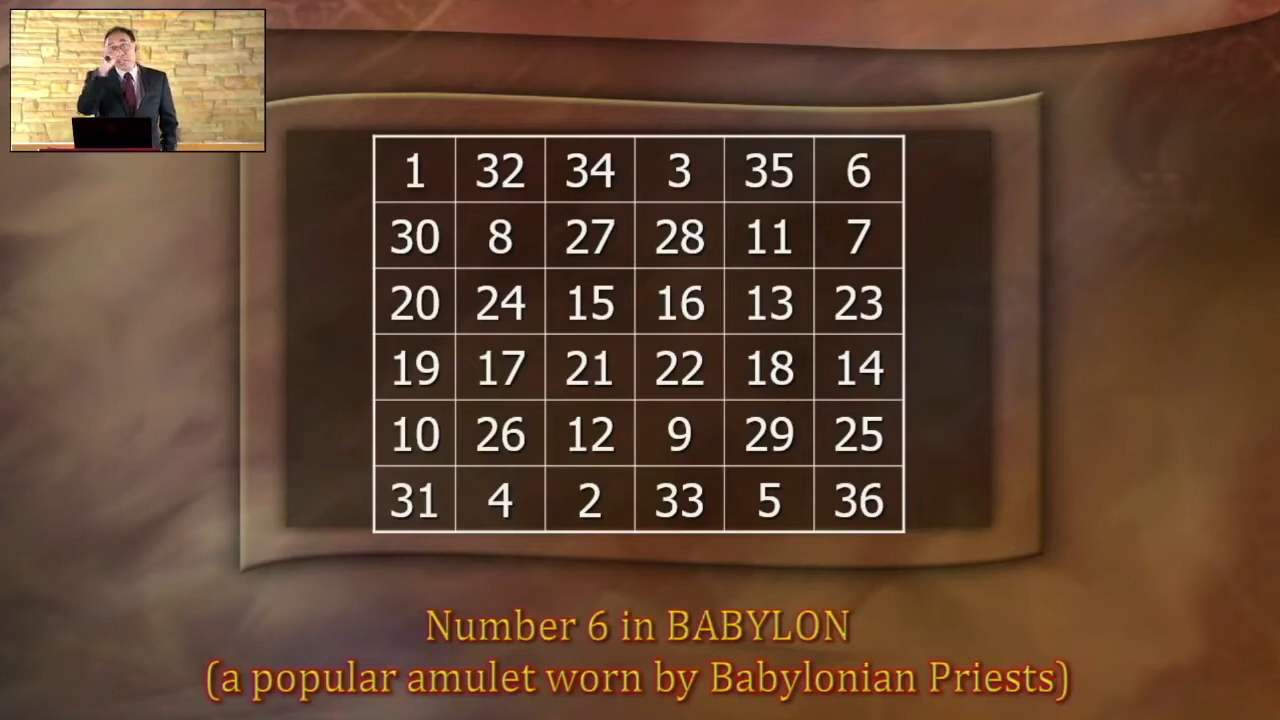 1 32 34 3 35 6
30 8 27 28 11 7
20 24 15 16 13 23
19 17 21 22 18 14
10 26 12 9 29 25
31 4 2 33 5 36
Number 6 in BABYLON
(a popular amulet worn by Babylonian Priests)